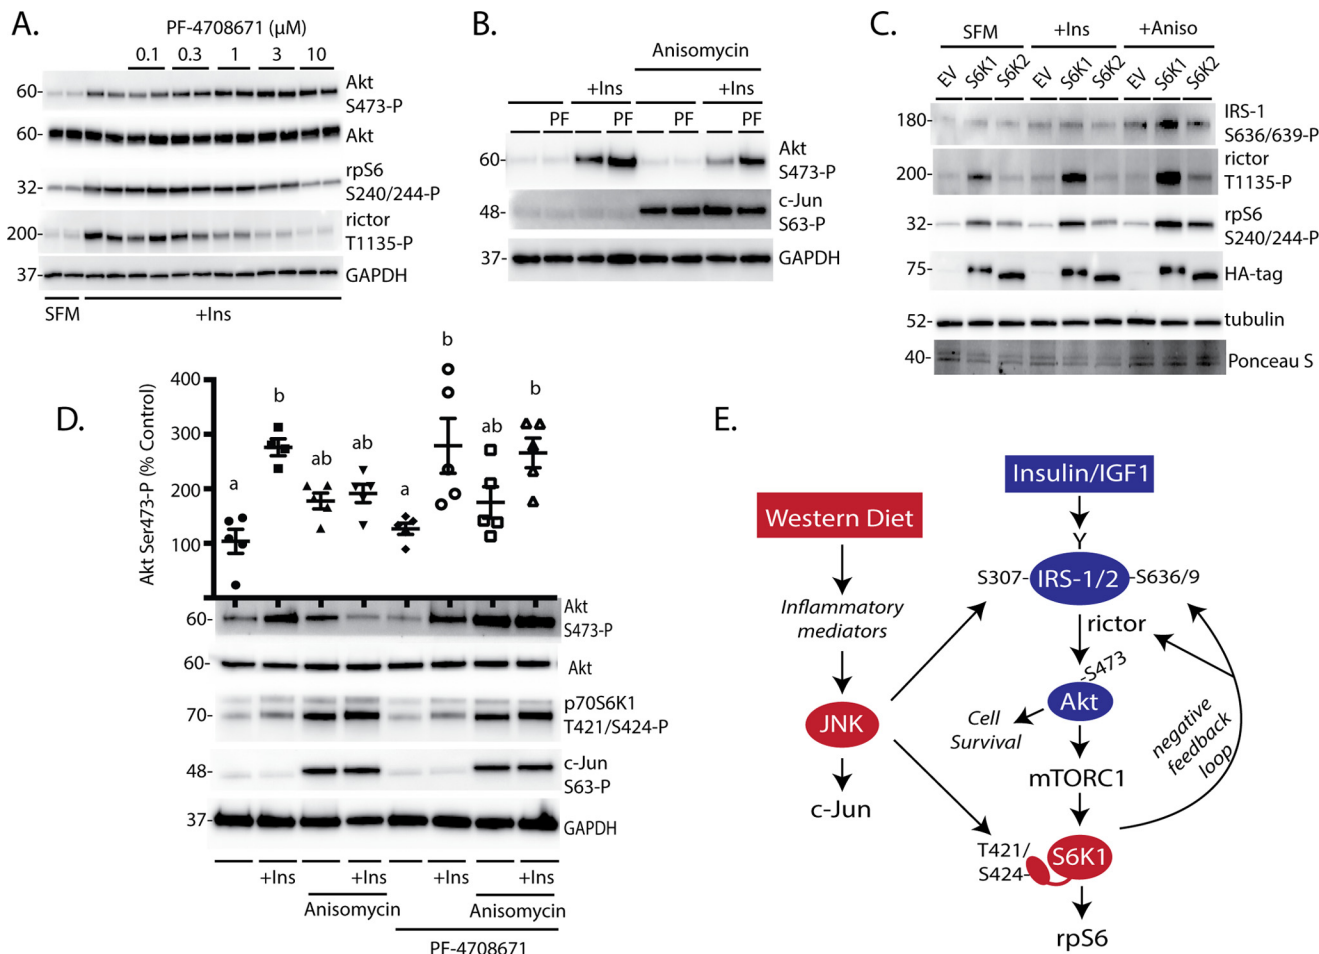 A.
PF-4708671 (µM)
0.1 0.3 1 3 10
60-
Akt
S473-P
60-
Akt
32-
rpS6
S240/244-P
200-
rictor
T1135-P
37-
GAPDH
SFM +Ins
B.
Anisomycin
+Ins +Ins
PF PF PF PF
60-
Akt
S473-P
48-
c-Jun
S63-P
37-
GAPDH
C.
SFM +Ins +Aniso
EV S6K1 S6K2 EV S6K1 S6K2 EV S6K1 S6K2
180-
IRS-1
S636/639-P
200-
rictor
T1135-P
32-
rpS6
S240/244-P
75-
HA-tag
52-
tubulin
40-
Ponceau S
D.
Akt Ser473-P (% Control)
400
300
200
100
a b ab ab a b ab b
60-
Akt
S473-P
60-
Akt
70-
p70S6K1
T421/S424-P
48-
c-Jun
S63-P
37-
GAPDH
+Ins +Ins +Ins +Ins
Anisomycin Anisomycin
PF-4708671
E.
Insulin/IGF1
Western Diet
Y
S307- IRS-1/2 -S636/9
Inflammatory
mediators
rictor
-S473
Akt
JNK
Cell
Survival
negative
feedback
loop
mTORC1
c-Jun
T421/
S424-
S6K1
rpS6